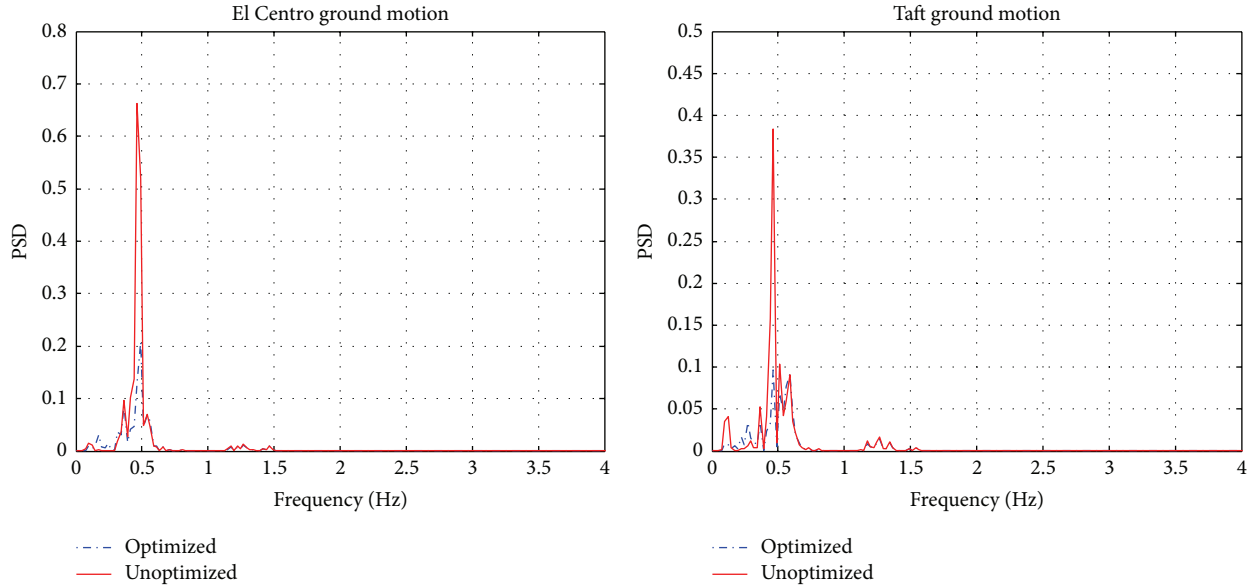 El Centro ground motion
0.8
0.7
0.6
0.5
0.4
0.3
0.2
0.1
0
PSD
0 0.5 1 1.5 2 2.5 3 3.5 4
Frequency (Hz)
Optimized
Unoptimized
Taft ground motion
0.5
0.45
0.4
0.35
0.3
0.25
0.2
0.15
0.1
0.05
0
PSD
0 0.5 1 1.5 2 2.5 3 3.5 4
Frequency (Hz)
Optimized
Unoptimized